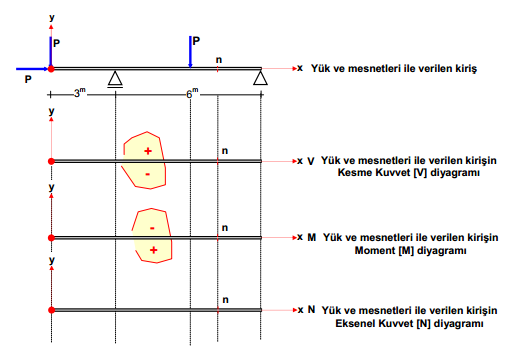 y
P
P
P
n
x Yük ve mesnetleri ile verilen kiriş
3m
6m
y
+
-
n
x V Yük ve mesnetleri ile verilen kirişin
Kesme Kuvvet [V] diyagramı
y
-
+
n
x M Yük ve mesnetleri ile verilen kirişin
Moment [M] diyagramı
y
n
x N Yük ve mesnetleri ile verilen kirişin
Eksenel Kuvvet [N] diyagramı